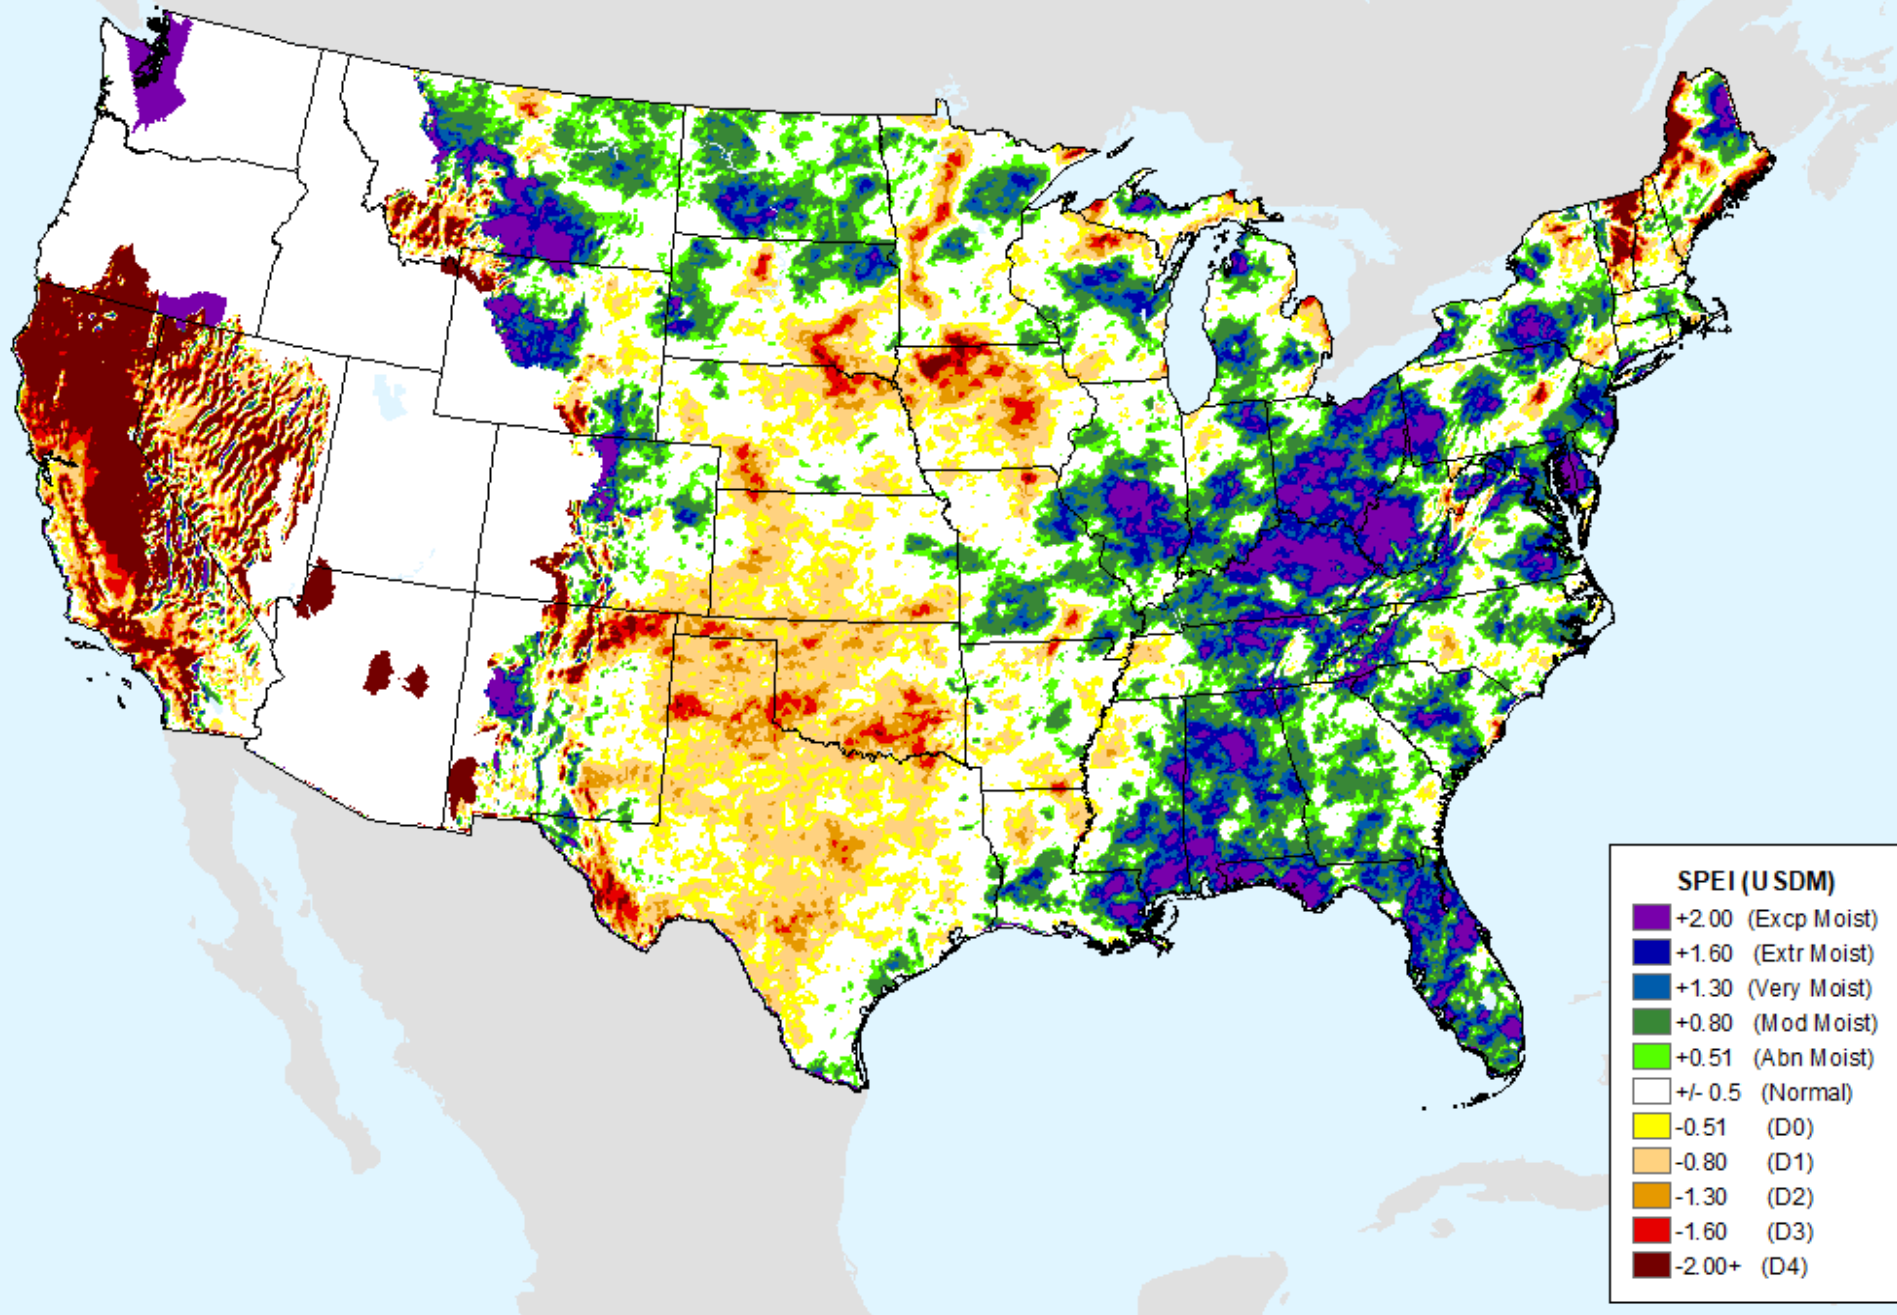 SPEI (USDM)
+2.00 (Excp Moist)
+1.60 (Extr Moist)
+1.30 (Very Moist)
+0.80 (Mod Moist)
+0.51 (Abn Moist)
+/- 0.5 (Normal)
-0.51 (D0)
-0.80 (D1)
-1.30 (D2)
-1.60 (D3)
-2.00+ (D4)